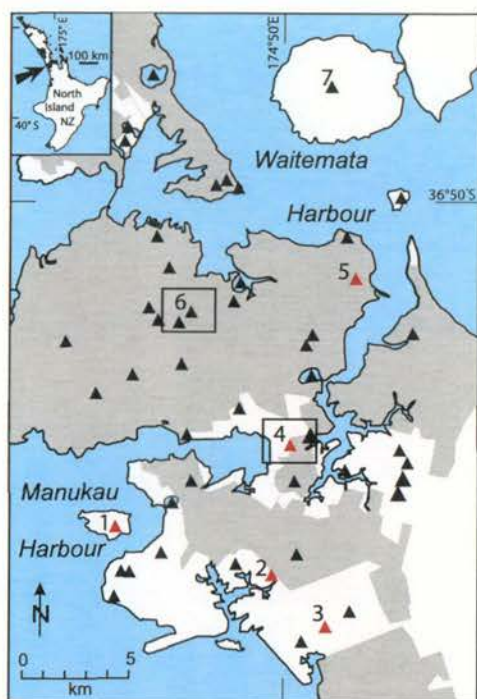 175° E
100 km
North
Island
NZ
40° S
174°50'E
7
Waitemata
36°50'S
Harbour
5
6
4
Manukau
1
Harbour
2
N
3
0 5
km